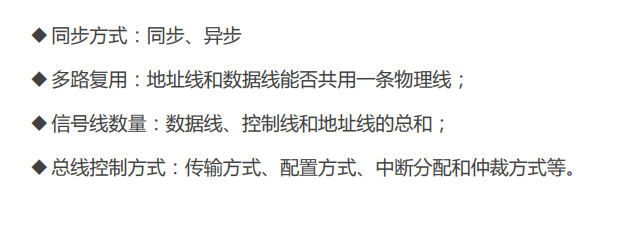 ◆ 同步方式：同步、异步
◆ 多路复用：地址线和数据线能否共用一条物理线；
◆ 信号线数量：数据线、控制线和地址线的总和；
◆ 总线控制方式：传输方式、配置方式、中断分配和仲裁方式等。